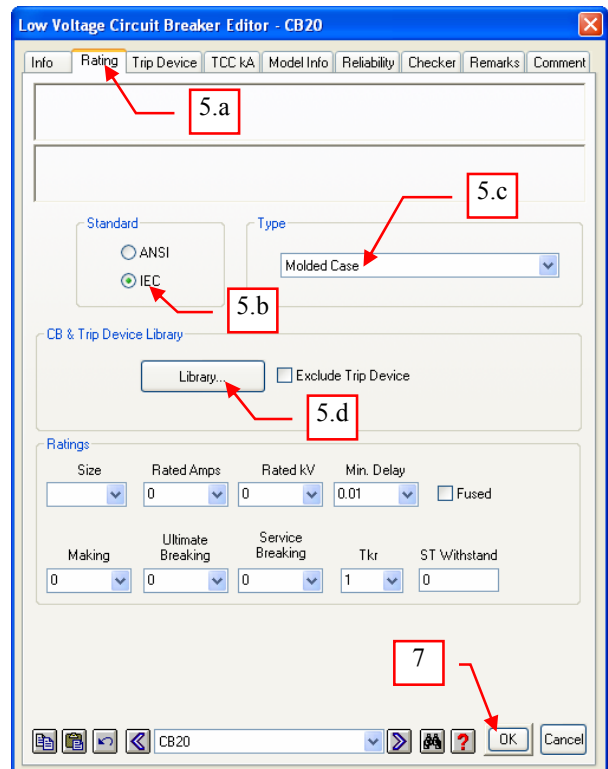 Low Voltage Circuit Breaker Editor - CB20
Info Rating Trip Device TCC kA Model Info Reliability Checker Remarks Comment
5.a
5.c
Standard Type
ANSI
Molded Case
IEC
5.b
CB & Trip Device Library
Library... Exclude Trip Device
5.d
Ratings
Size Rated Amps Rated kV Min. Delay
0 0 0.01 Fused
Ultimate Service
Making Breaking Breaking Tkr ST Withstand
0 0 0 1 0
7
CB20 ? OK Cancel